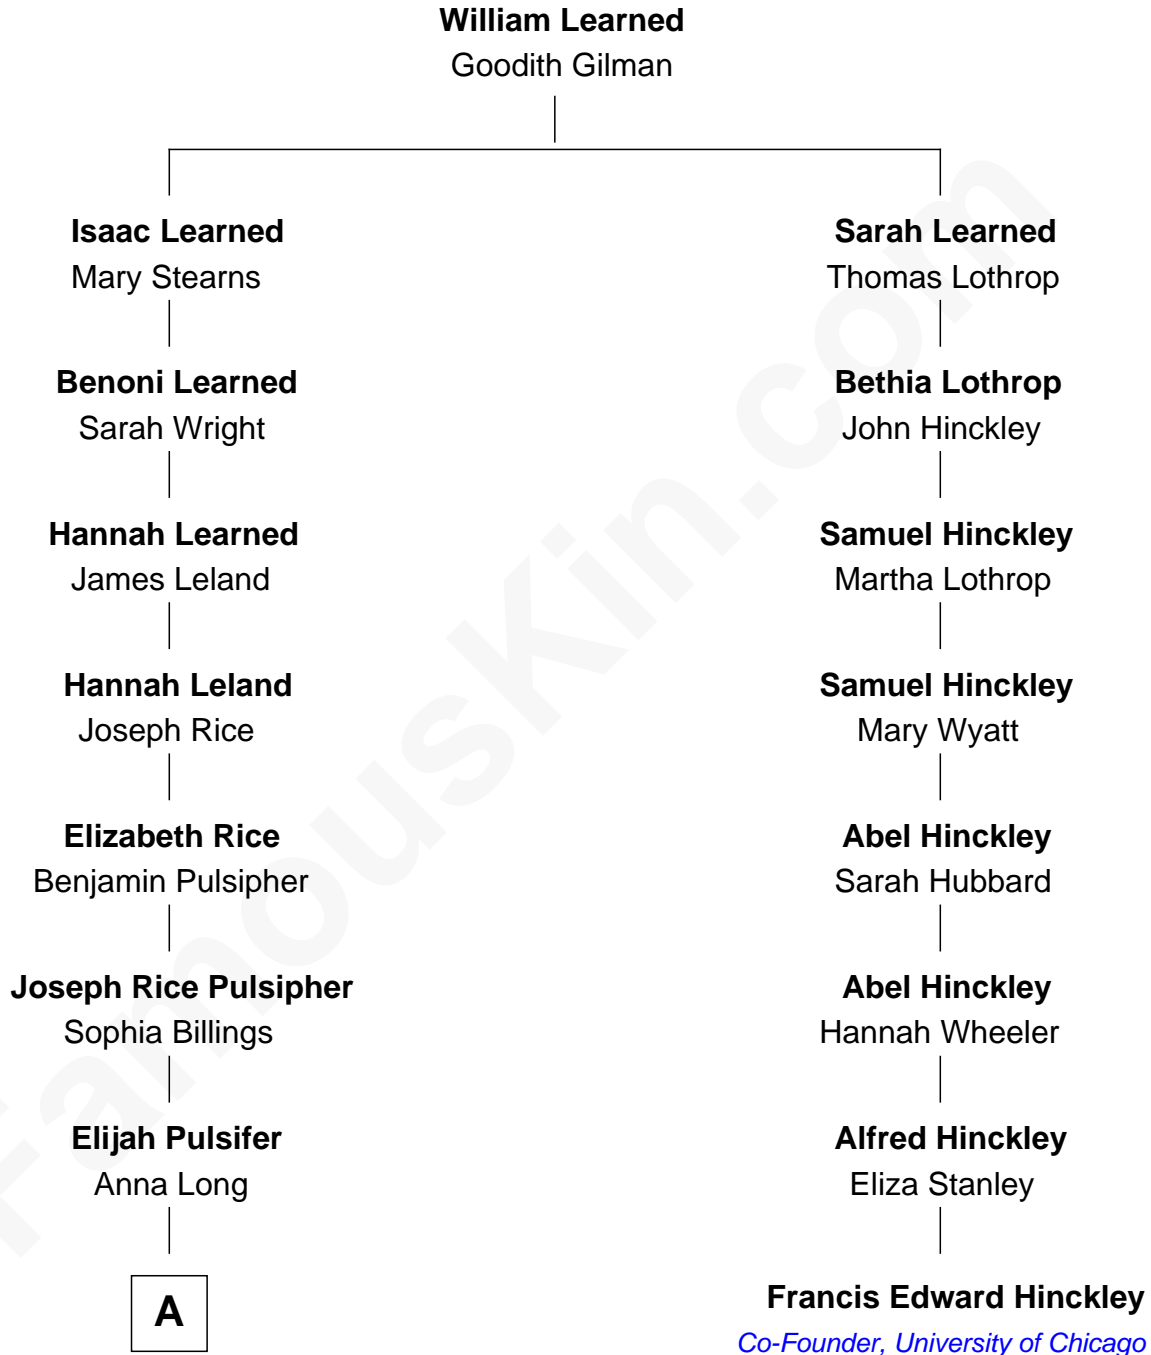 William Learned
Goodith Gilman
Isaac Learned
Mary Stearns
Sarah Learned
Thomas Lothrop
Benoni Learned
Sarah Wright
Bethia Lothrop
John Hinckley
Hannah Learned
James Leland
Samuel Hinckley
Martha Lothrop
Hannah Leland
Joseph Rice
Samuel Hinckley
Mary Wyatt
Elizabeth Rice
Benjamin Pulsipher
Abel Hinckley
Sarah Hubbard
Joseph Rice Pulsipher
Sophia Billings
Abel Hinckley
Hannah Wheeler
Elijah Pulsifer
Anna Long
Alfred Hinckley
Eliza Stanley
A
Francis Edward Hinckley
Co-Founder, University of Chicago
FamousKin.com